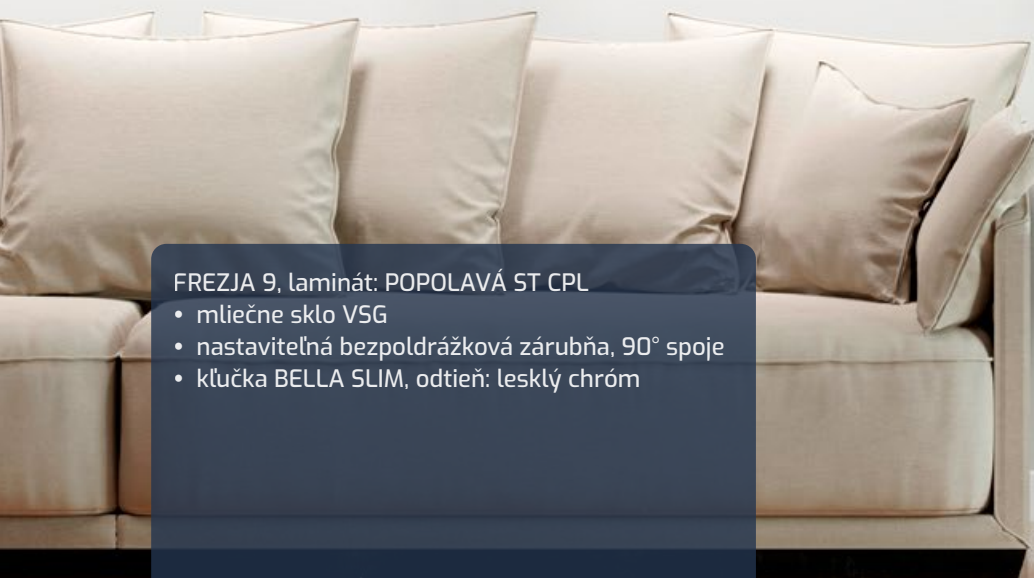 FREZJA 9, laminát: POPOLAVÁ ST CPL
• mliečne sklo VSG
• nastaviteľná bezpoldrážková zárubňa, 90° spoje
• kľučka BELLA SLIM, odtieň: lesklý chróm